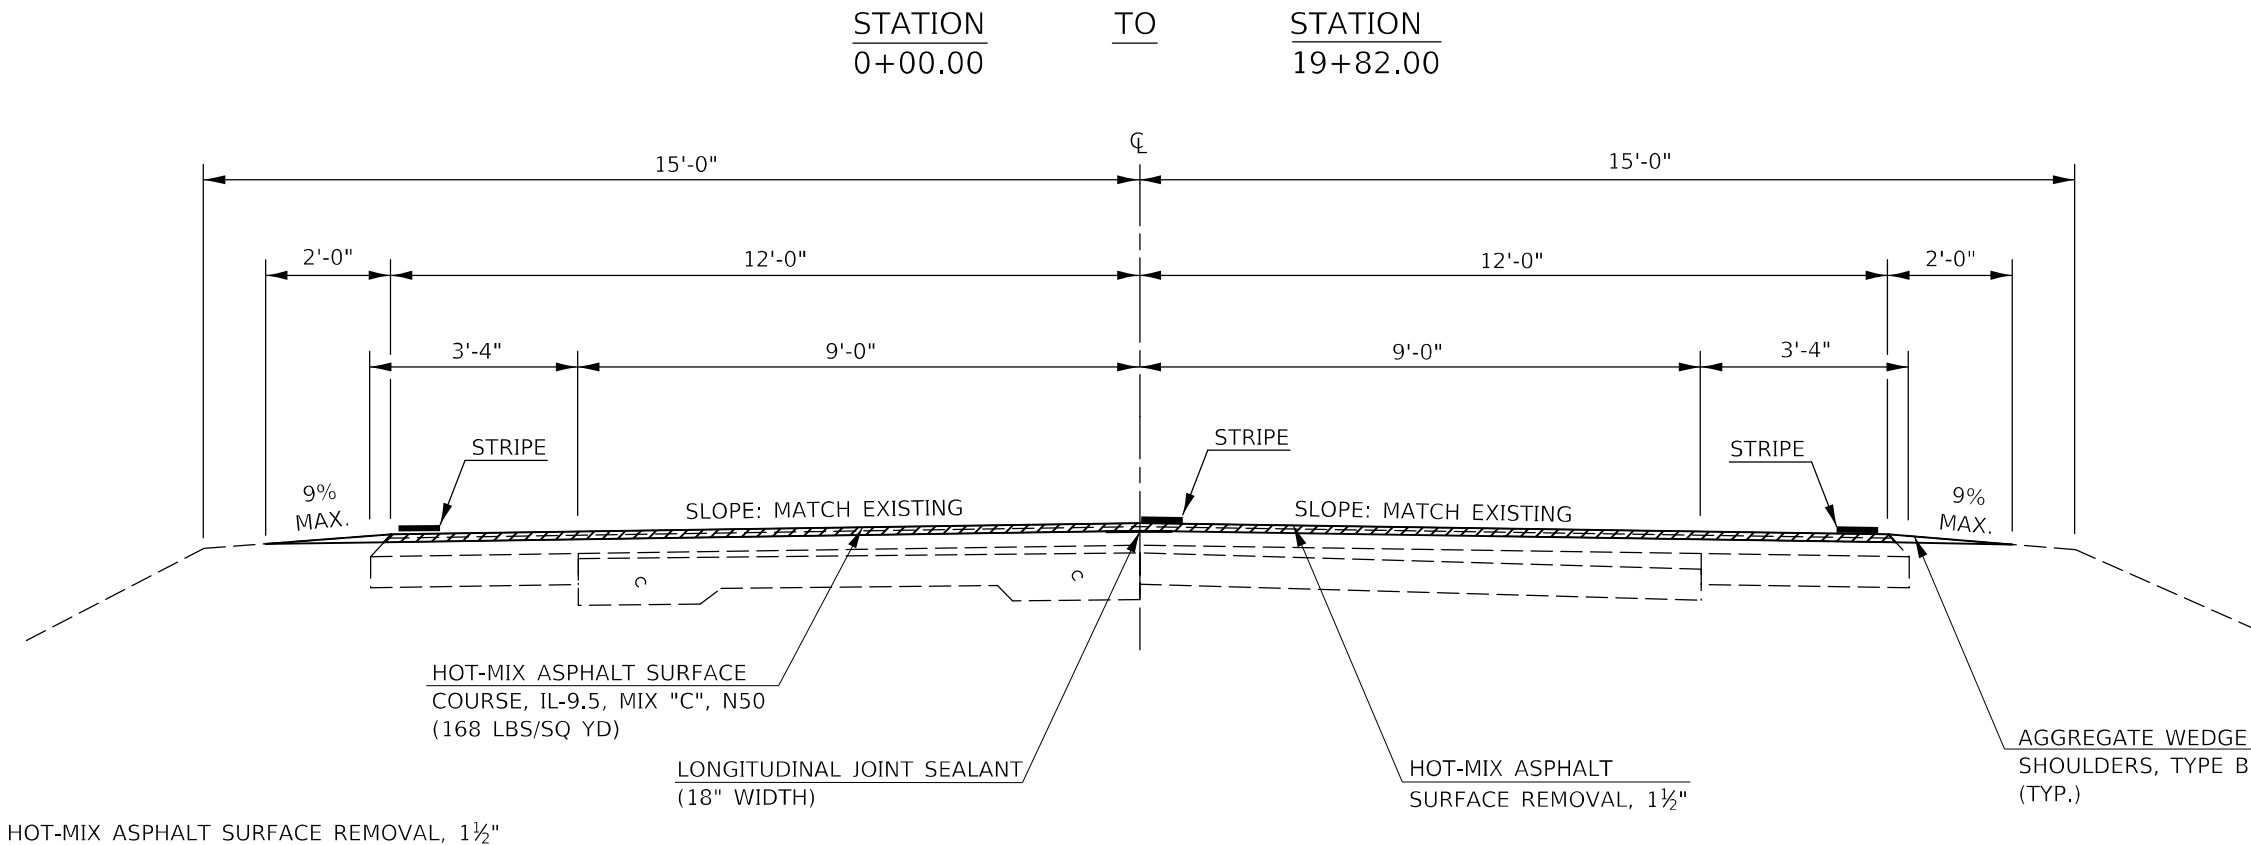 STATION TO STATION
0+00.00 19+82.00
℄
15'-0" 15'-0"
2'-0" 12'-0" 12'-0" 2'-0"
3'-4" 9'-0" 9'-0" 3'-4"
STRIPE STRIPE STRIPE
9%
MAX.
SLOPE: MATCH EXISTING SLOPE: MATCH EXISTING
9%
MAX.
C C
HOT-MIX ASPHALT SURFACE
COURSE, IL-9.5, MIX "C", N50
(168 LBS/SQ YD)
LONGITUDINAL JOINT SEALANT
(18" WIDTH)
HOT-MIX ASPHALT
SURFACE REMOVAL, 1½"
AGGREGATE WEDGE
SHOULDERS, TYPE B
(TYP.)
HOT-MIX ASPHALT SURFACE REMOVAL, 1½"